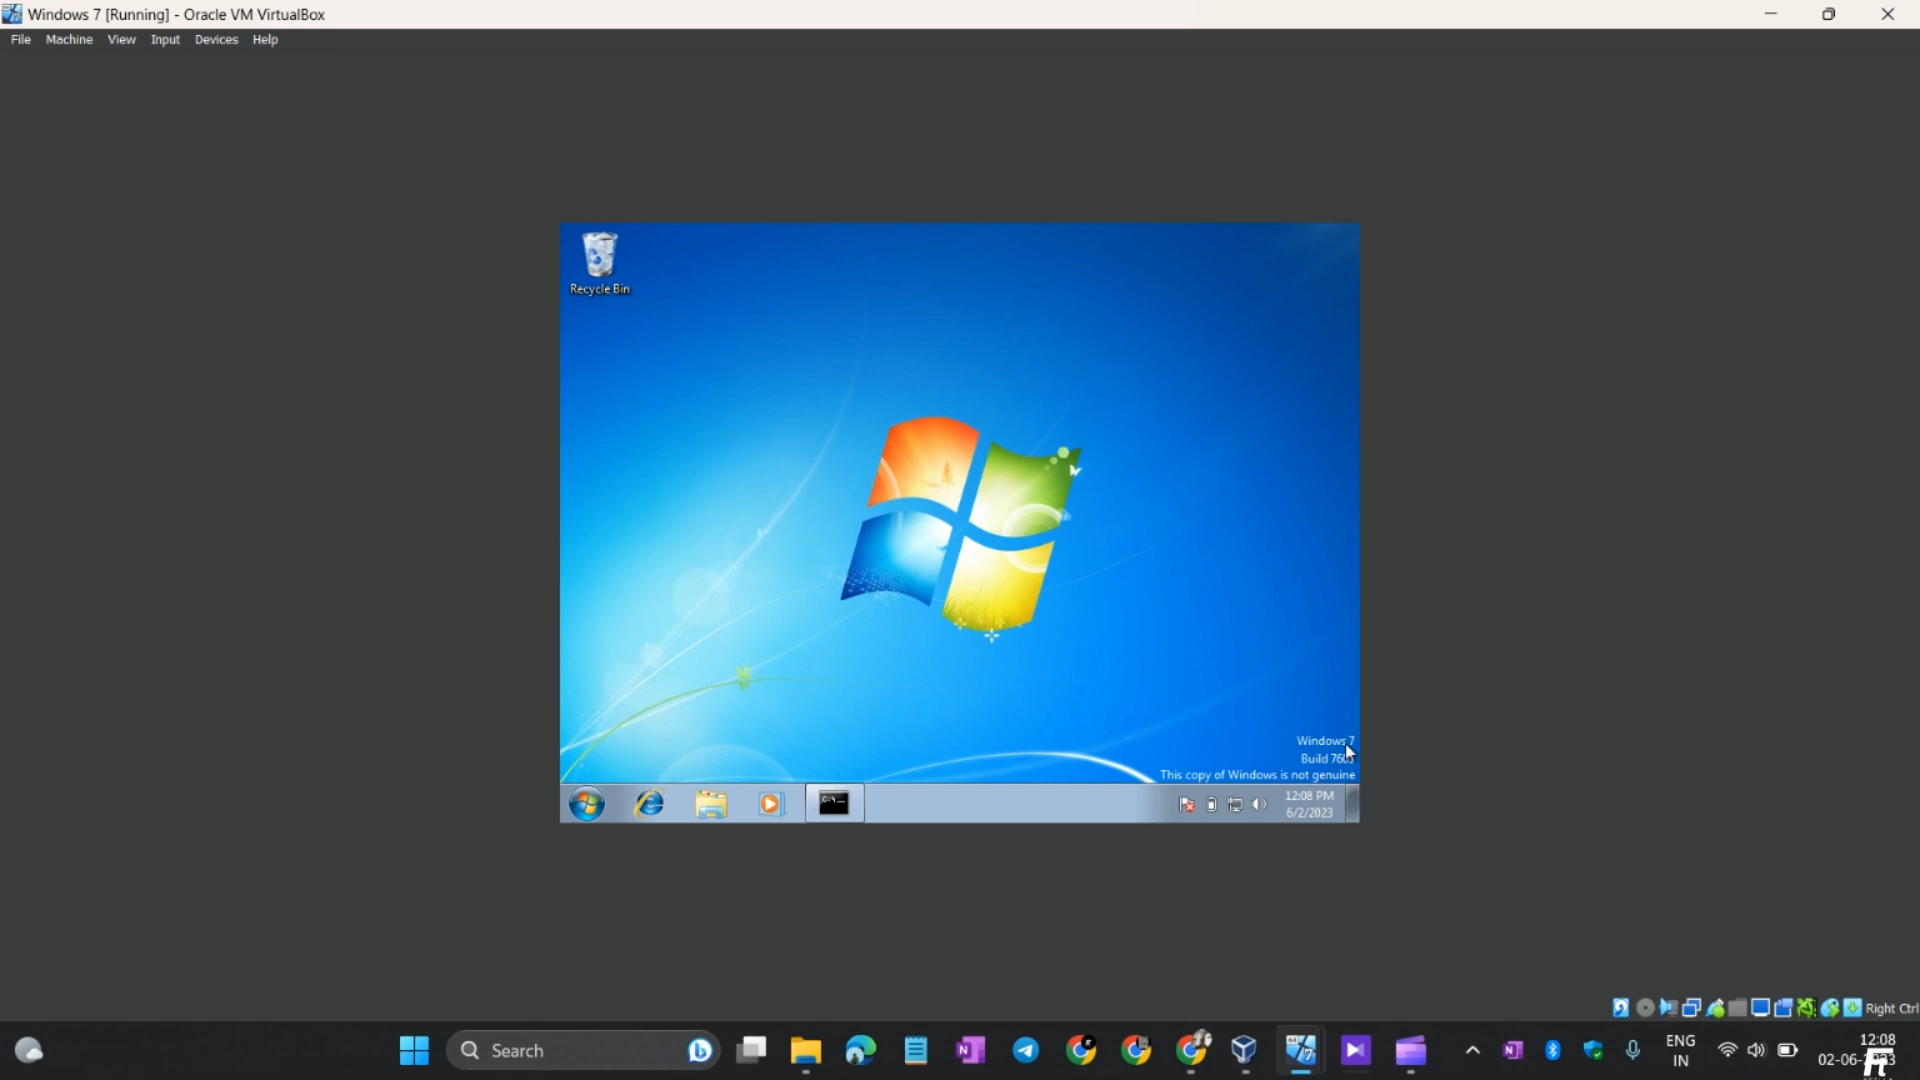 Windows 7 [Running] - Oracle VM VirtualBox
File Machine View Input Devices Help
Recycle Bin
Windows 7
Build
This copy of Windows is not genuine
12:08 PM
6/2/2023
Right Ctrl
Search
ENG
IN
12:08